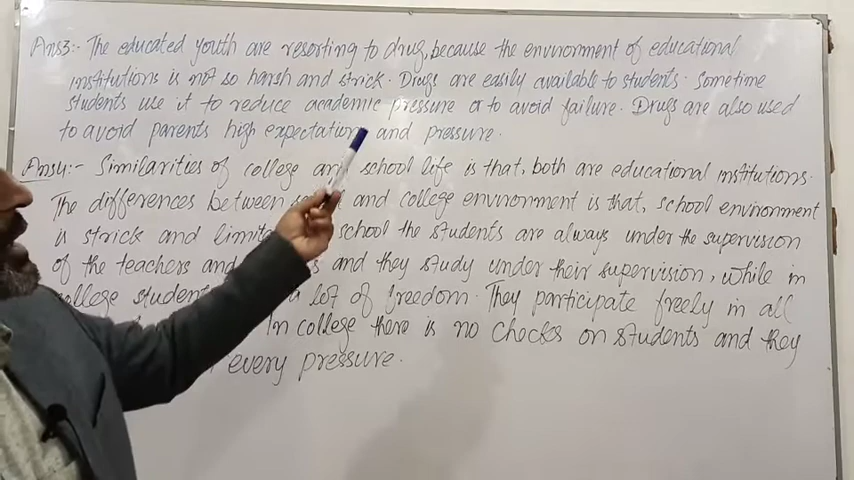 Ans3:- The educated youth are resorting to drug, because the environment of educational
institutions is not so harsh and strick. Drugs are easily available to students. Sometime
students use it to reduce academic pressure or to avoid failure. Drugs are also used
to avoid parents high expectations and pressure.
Ans4:- Similarities of college and school life is that, both are educational institutions.
The differences between and college environment is that, school environment
is strick and school the students are always under the supervision
of the teachers and and they study under their supervision, while in
college a lot of freedom. They participate freely in all
In college there is no checks on students and they
every pressure.